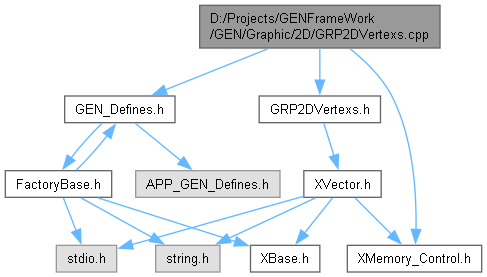 D:/Projects/GENFrameWork
/GEN/Graphic/2D/GRP2DVertexs.cpp
GEN_Defines.h
GRP2DVertexs.h
FactoryBase.h
APP_GEN_Defines.h
XVector.h
stdio.h
string.h
XBase.h
XMemory_Control.h